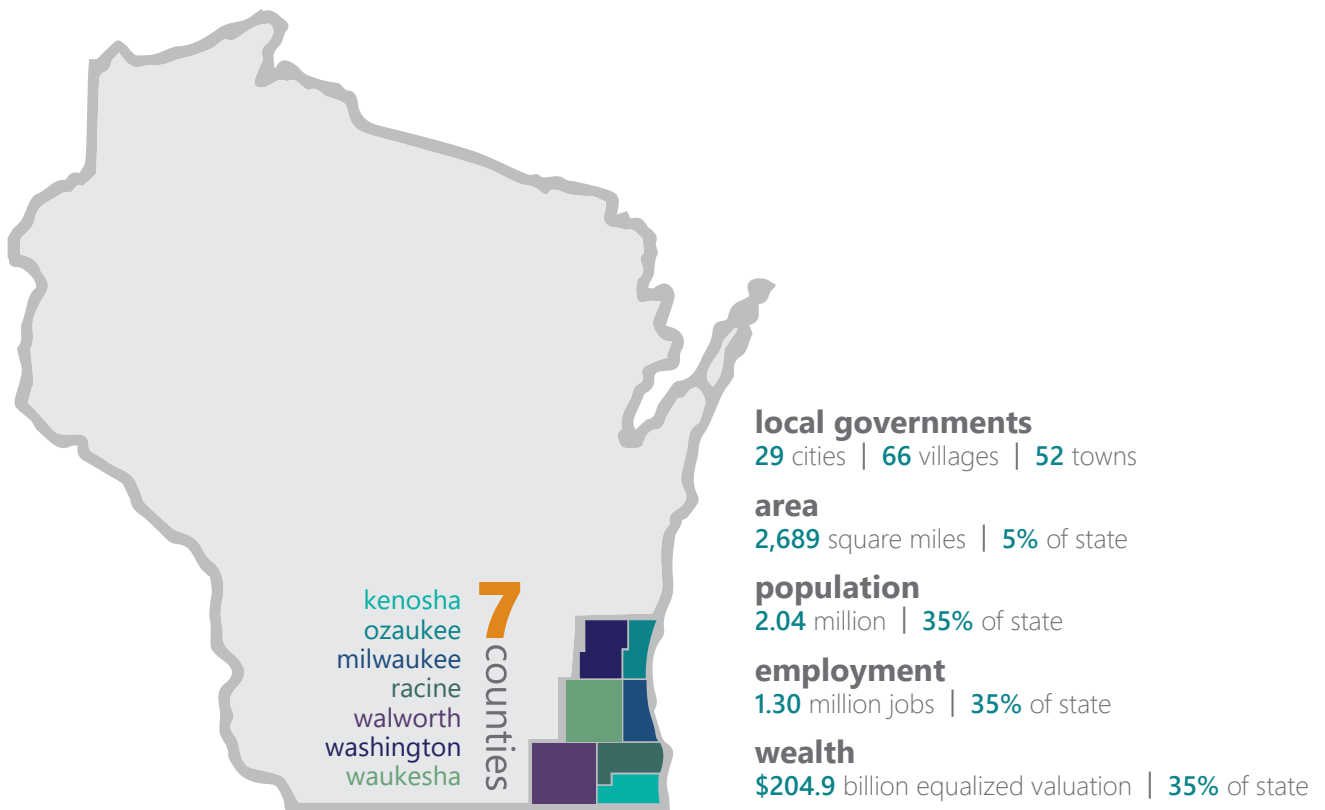 kenosha
ozaukee
milwaukee
racine
walworth
washington
waukesha
7
counties
local governments
29 cities | 66 villages | 52 towns
area
2,689 square miles | 5% of state
population
2.04 million | 35% of state
employment
1.30 million jobs | 35% of state
wealth
$204.9 billion equalized valuation | 35% of state